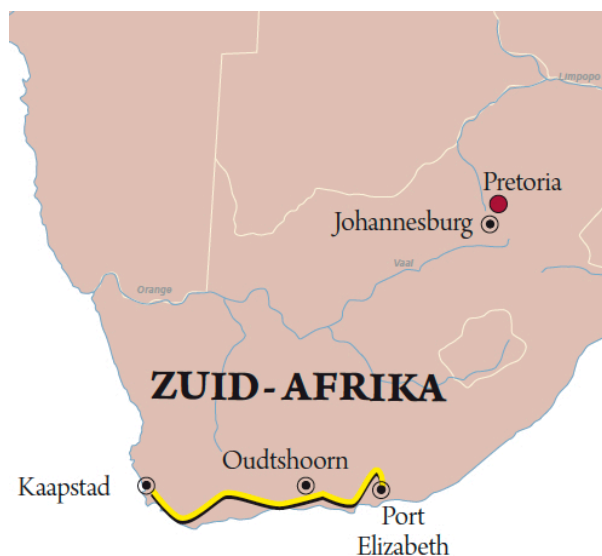 Limpopo
Pretoria
Johannesburg
Vaal
Orange
ZUID-AFRIKA
Oudtshoorn
Kaapstad
Port
Elizabeth